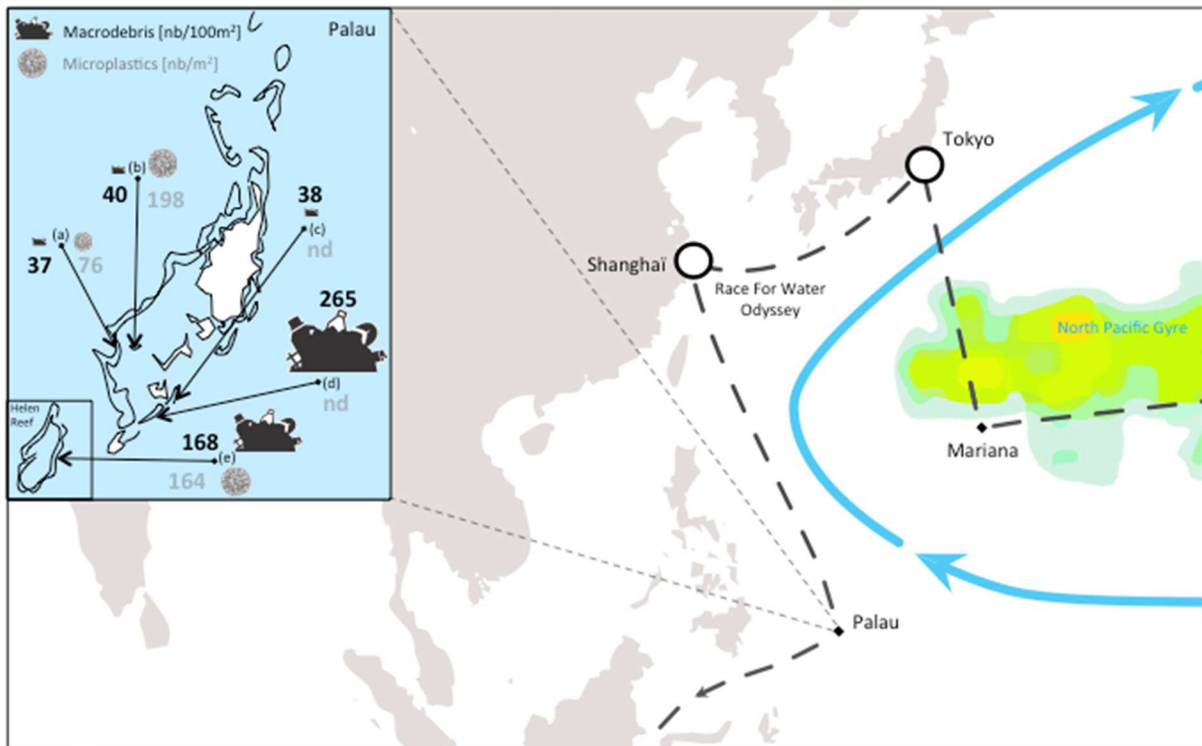 Macrodebris [nb/100m²]
Palau
Microplastics [nb/m²]
(b)
40
198
38
(c)
nd
(a)
37
76
265
(d)
nd
Helen
Reef
168
(e)
164
Tokyo
Shanghaï
Race For Water
Odyssey
North Pacific Gyre
Mariana
Palau